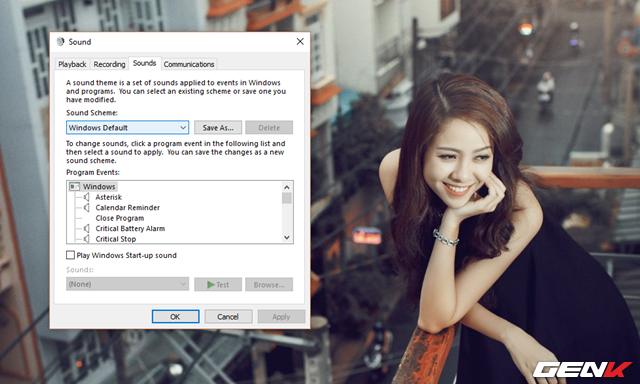 Sound
Playback Recording Sounds Communications
A sound theme is a set of sounds applied to events in Windows
and programs. You can select an existing scheme or save one you
have modified.
Sound Scheme:
Windows Default Save As... Delete
To change sounds, click a program event in the following list and
then select a sound to apply. You can save the changes as a new
sound scheme.
Program Events:
Windows
Asterisk
Calendar Reminder
Close Program
Critical Battery Alarm
Critical Stop
Play Windows Start-up sound
Sounds:
(None) Test Browse...
OK Cancel Apply
GENK